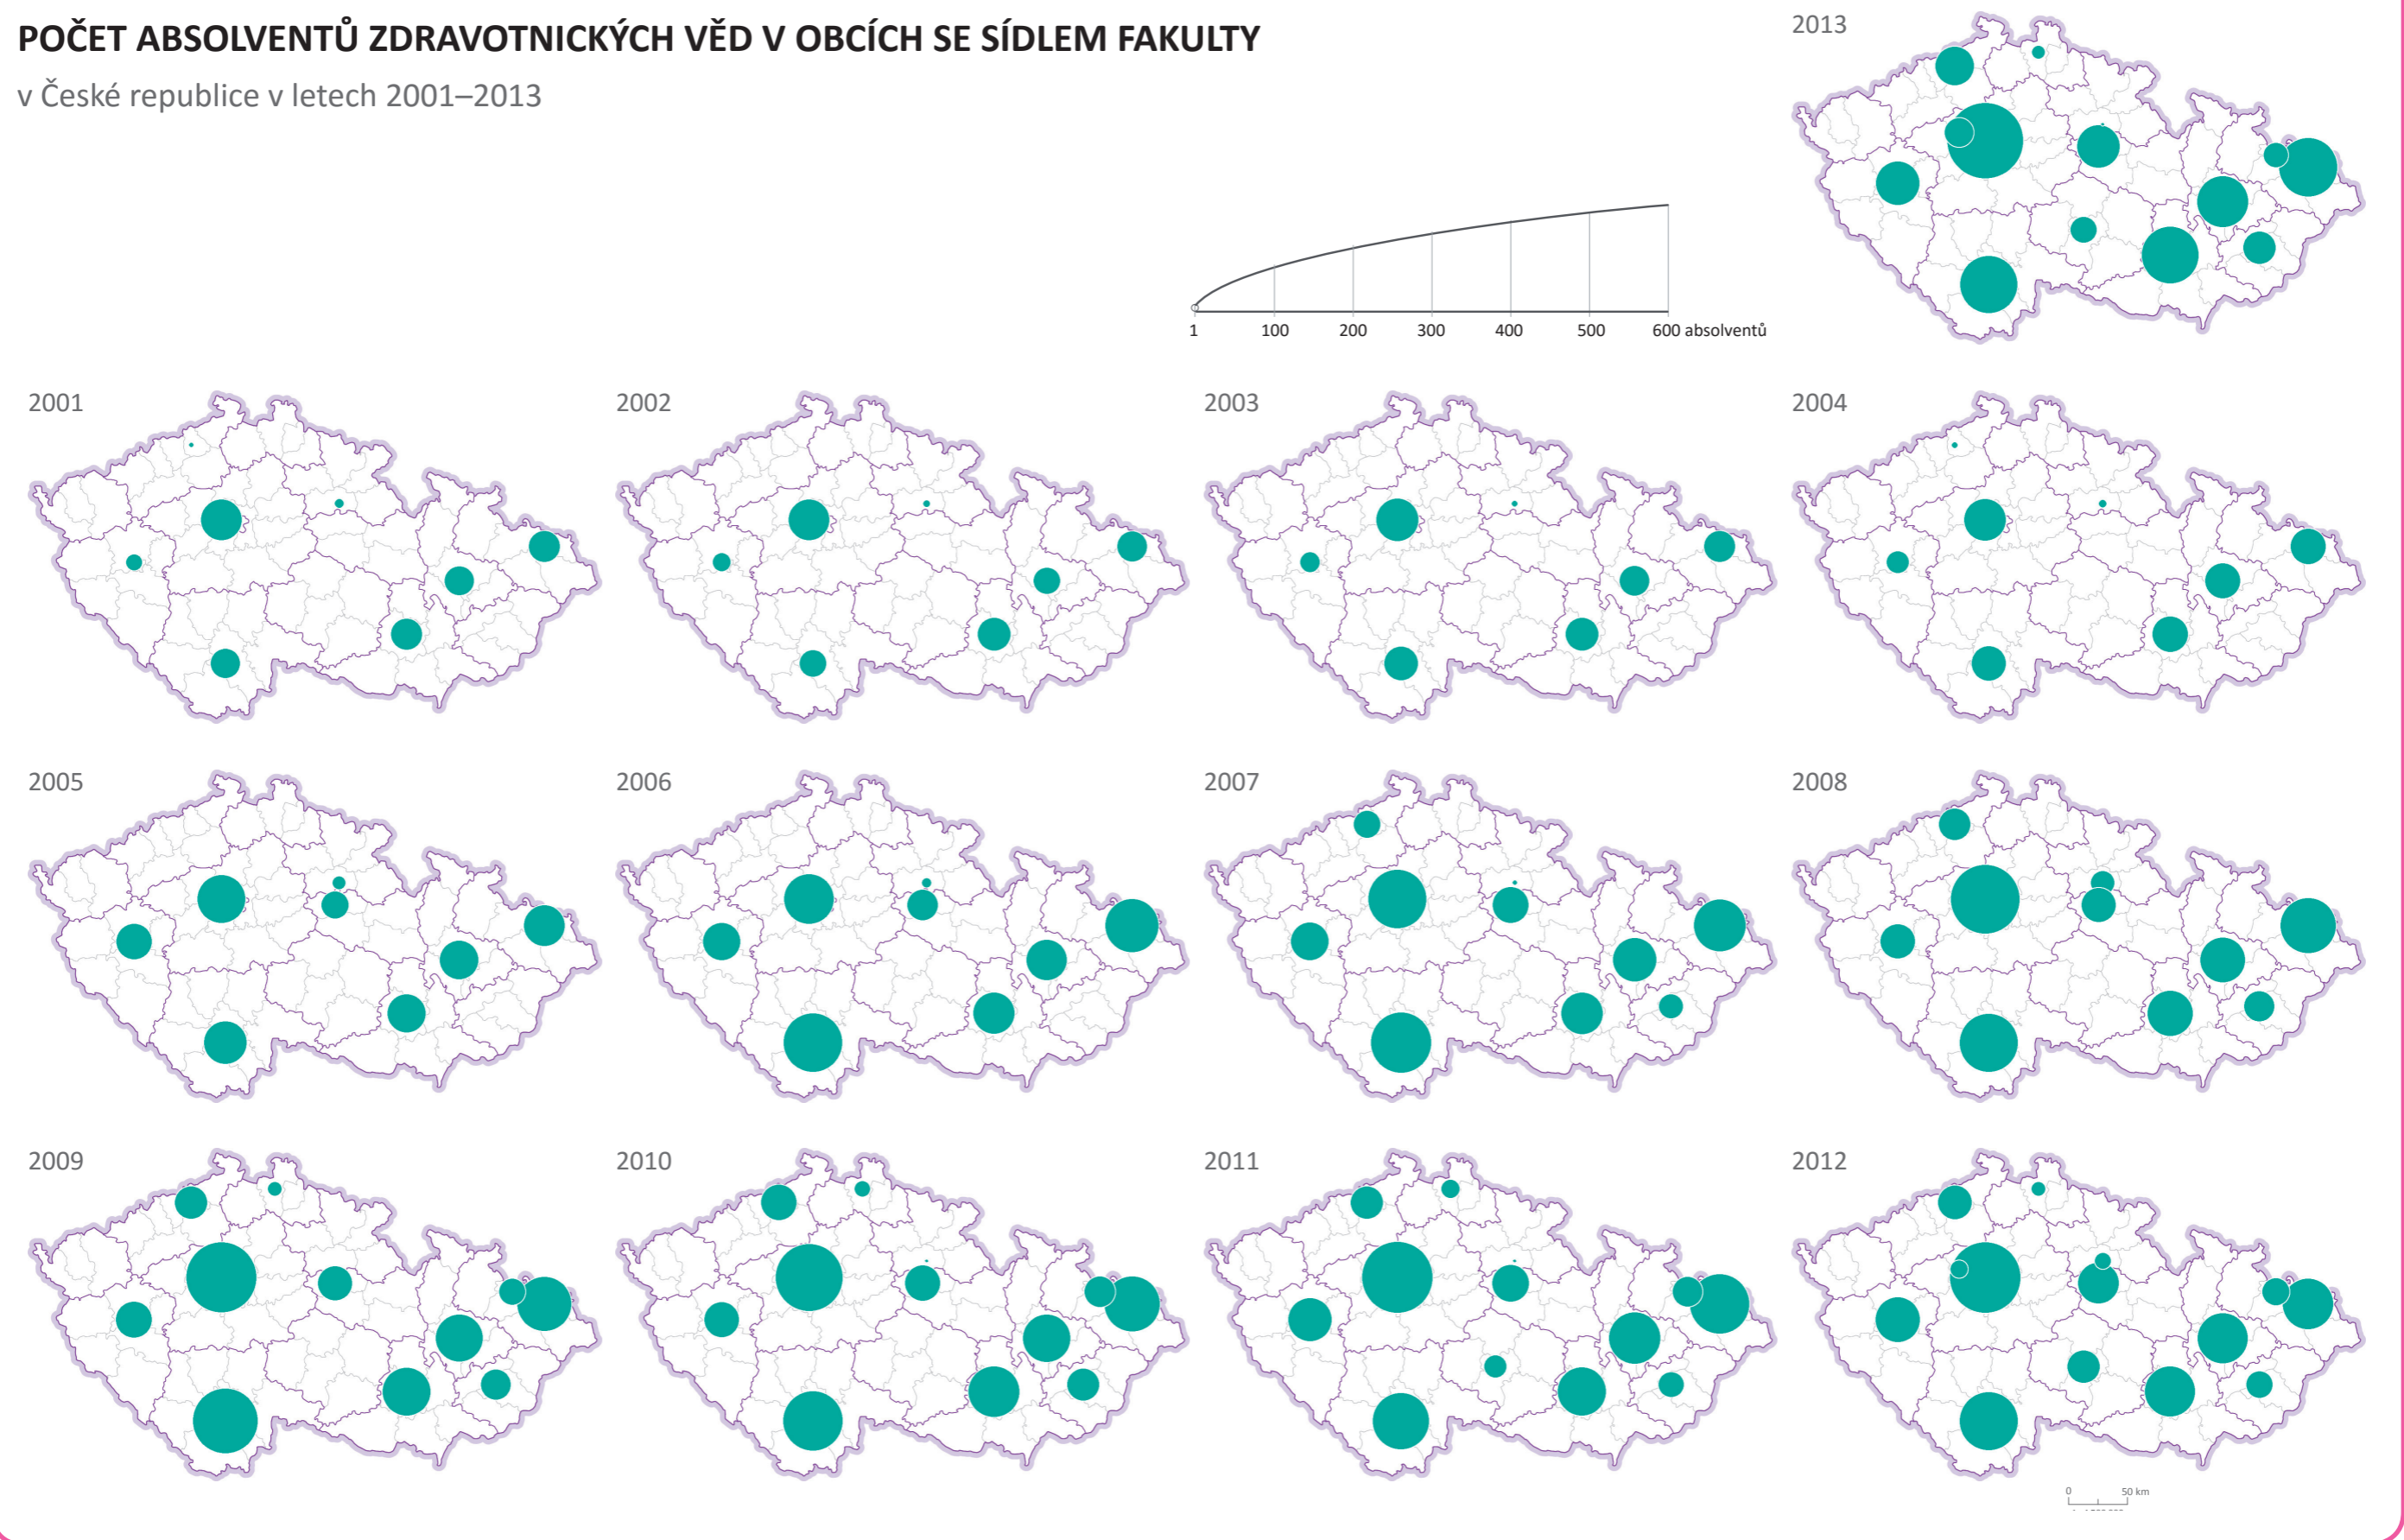 POČET ABSOLVENTŮ ZDRAVOTNICKÝCH VĚD V OBCÍCH SE SÍDLEM FAKULTY
v České republice v letech 2001–2013
2013
1 100 200 300 400 500 600 absolventů
2001 2002 2003 2004
2005 2006 2007 2008
2009 2010 2011 2012
0 50 km